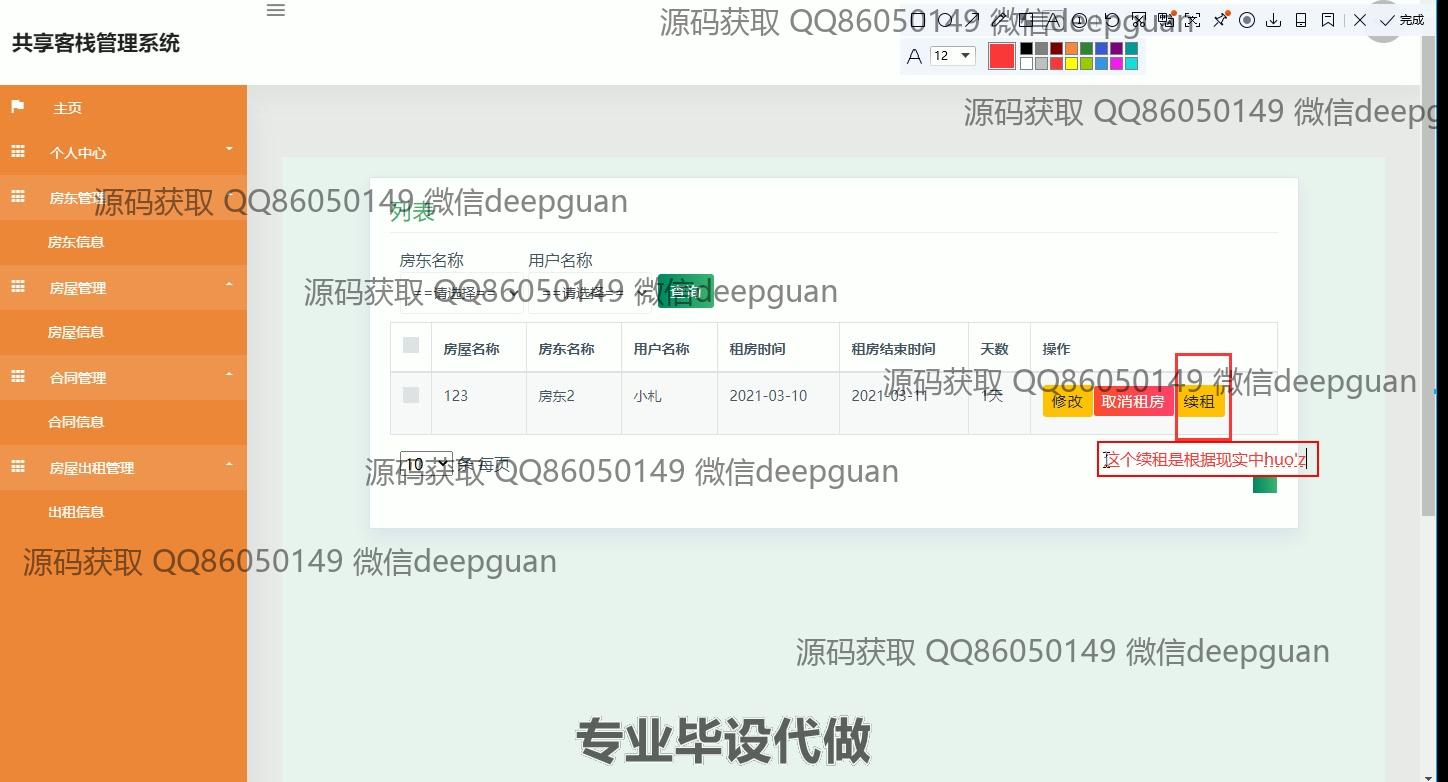 源码获取 QQ86050149 微信deepguan
完成
共享客栈管理系统
A 12
源码获取 QQ86050149 微信deepg
主页
个人中心
房东管理
源码获取 QQ86050149 微信deepguan
列表
房东信息
房东名称 用户名称
房屋管理
==请选择== ==请选择== 查询
源码获取 QQ86050149 微信deepguan
房屋信息
房屋名称 房东名称 用户名称 租房时间 租房结束时间 天数 操作
合同管理
源码获取 QQ86050149 微信deepguan
123 房东2 小札 2021-03-10 2021-03-11 1天 修改 取消租房 续租
合同信息
这个续租是根据现实中huo'z
10 条 每页
源码获取 QQ86050149 微信deepguan
房屋出租管理
出租信息
源码获取 QQ86050149 微信deepguan
源码获取 QQ86050149 微信deepguan
专业毕设代做